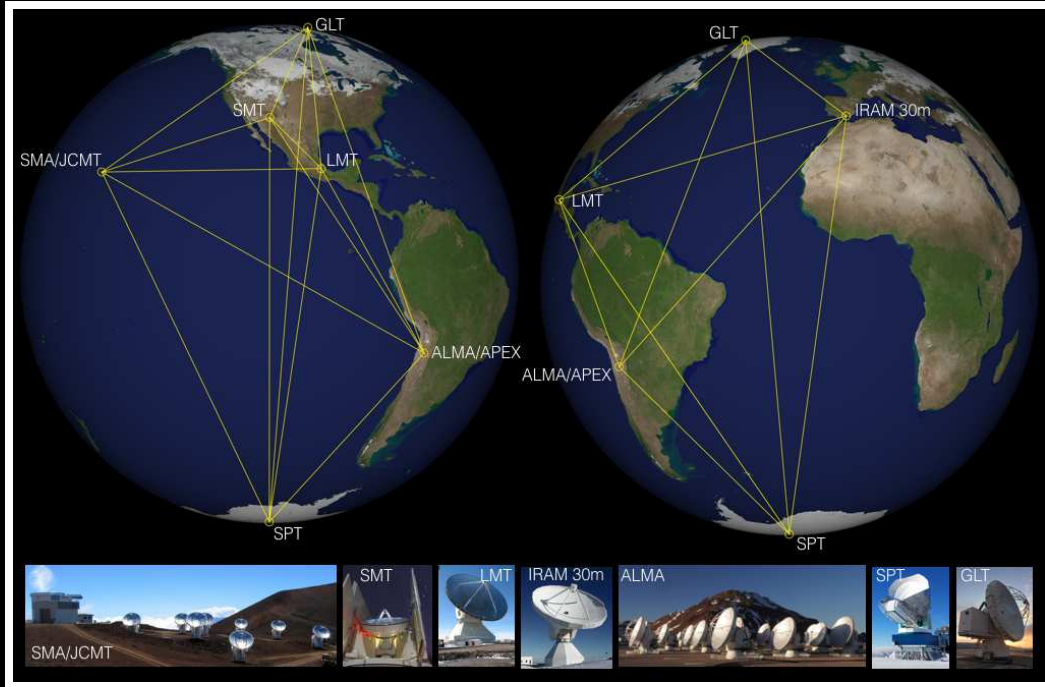 GLT
SMT
SMA/JCMT
LMT
ALMA/APEX
SPT
GLT
IRAM 30m
LMT
ALMA/APEX
SPT
SMA/JCMT
SMT
LMT
IRAM 30m
ALMA
SPT
GLT